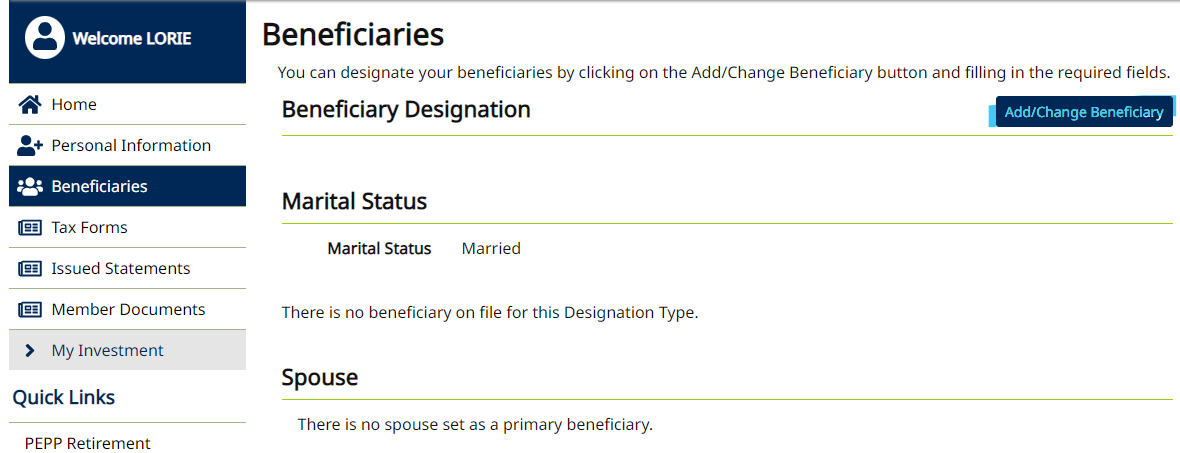 Welcome LORIE
Home
Personal Information
Beneficiaries
Tax Forms
Issued Statements
Member Documents
My Investment
Quick Links
PEPP Retirement
Beneficiaries
You can designate your beneficiaries by clicking on the Add/Change Beneficiary button and filling in the required fields.
Beneficiary Designation
Add/Change Beneficiary
Marital Status
Marital Status Married
There is no beneficiary on file for this Designation Type.
Spouse
There is no spouse set as a primary beneficiary.